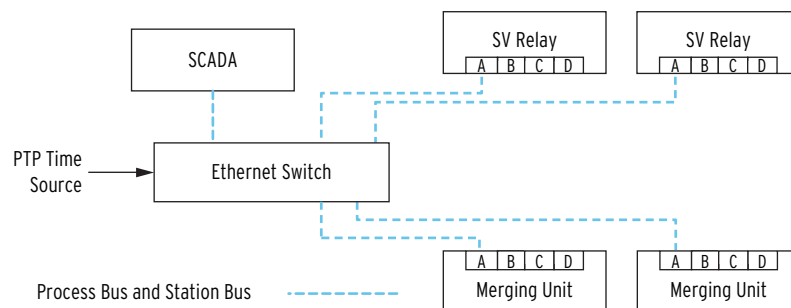 SV Relay
A B C D
SV Relay
A B C D
SCADA
PTP Time
Source
Ethernet Switch
A B C D
Merging Unit
A B C D
Merging Unit
Process Bus and Station Bus